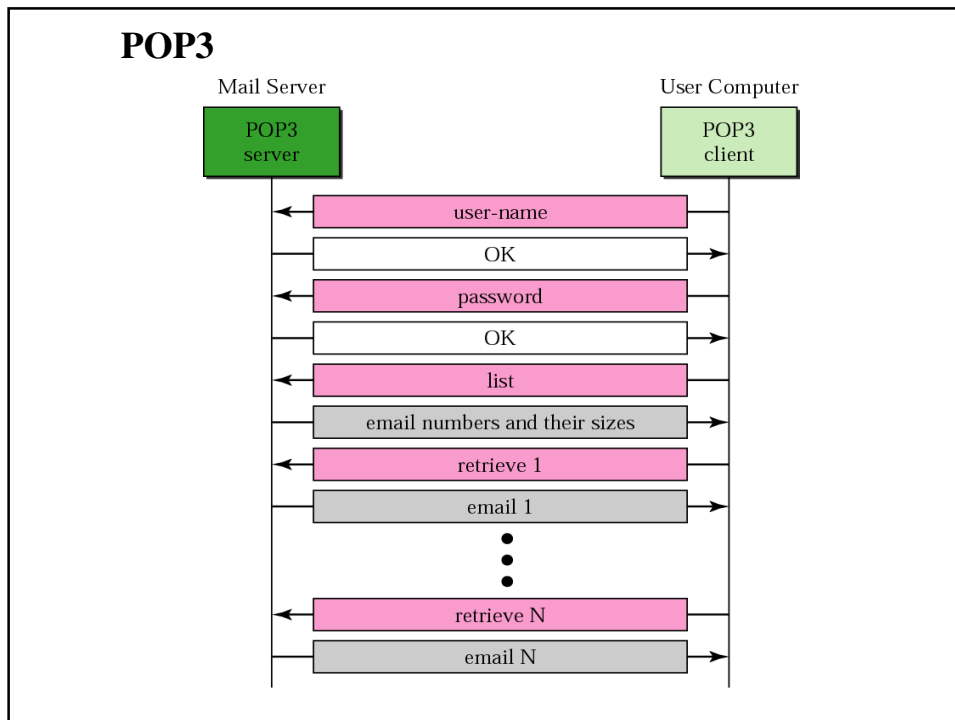 POP3
Mail Server
User Computer
POP3
server
POP3
client
user-name
OK
password
OK
list
email numbers and their sizes
retrieve 1
email 1
retrieve N
email N